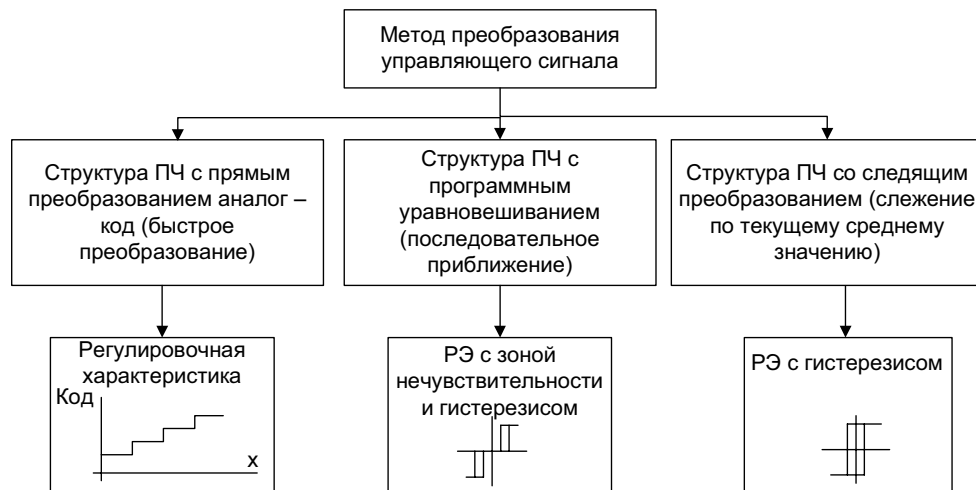 Метод преобразования
управляющего сигнала
Структура ПЧ с прямым
преобразованием аналог –
код (быстрое
преобразование)
Структура ПЧ с
программным
уравновешиванием
(последовательное
приближение)
Структура ПЧ со следящим
преобразованием (слежение
по текущему среднему
значению)
Регулировочная
характеристика
Код
х
РЭ с зоной
нечувствительности
и гистерезисом
РЭ с гистерезисом